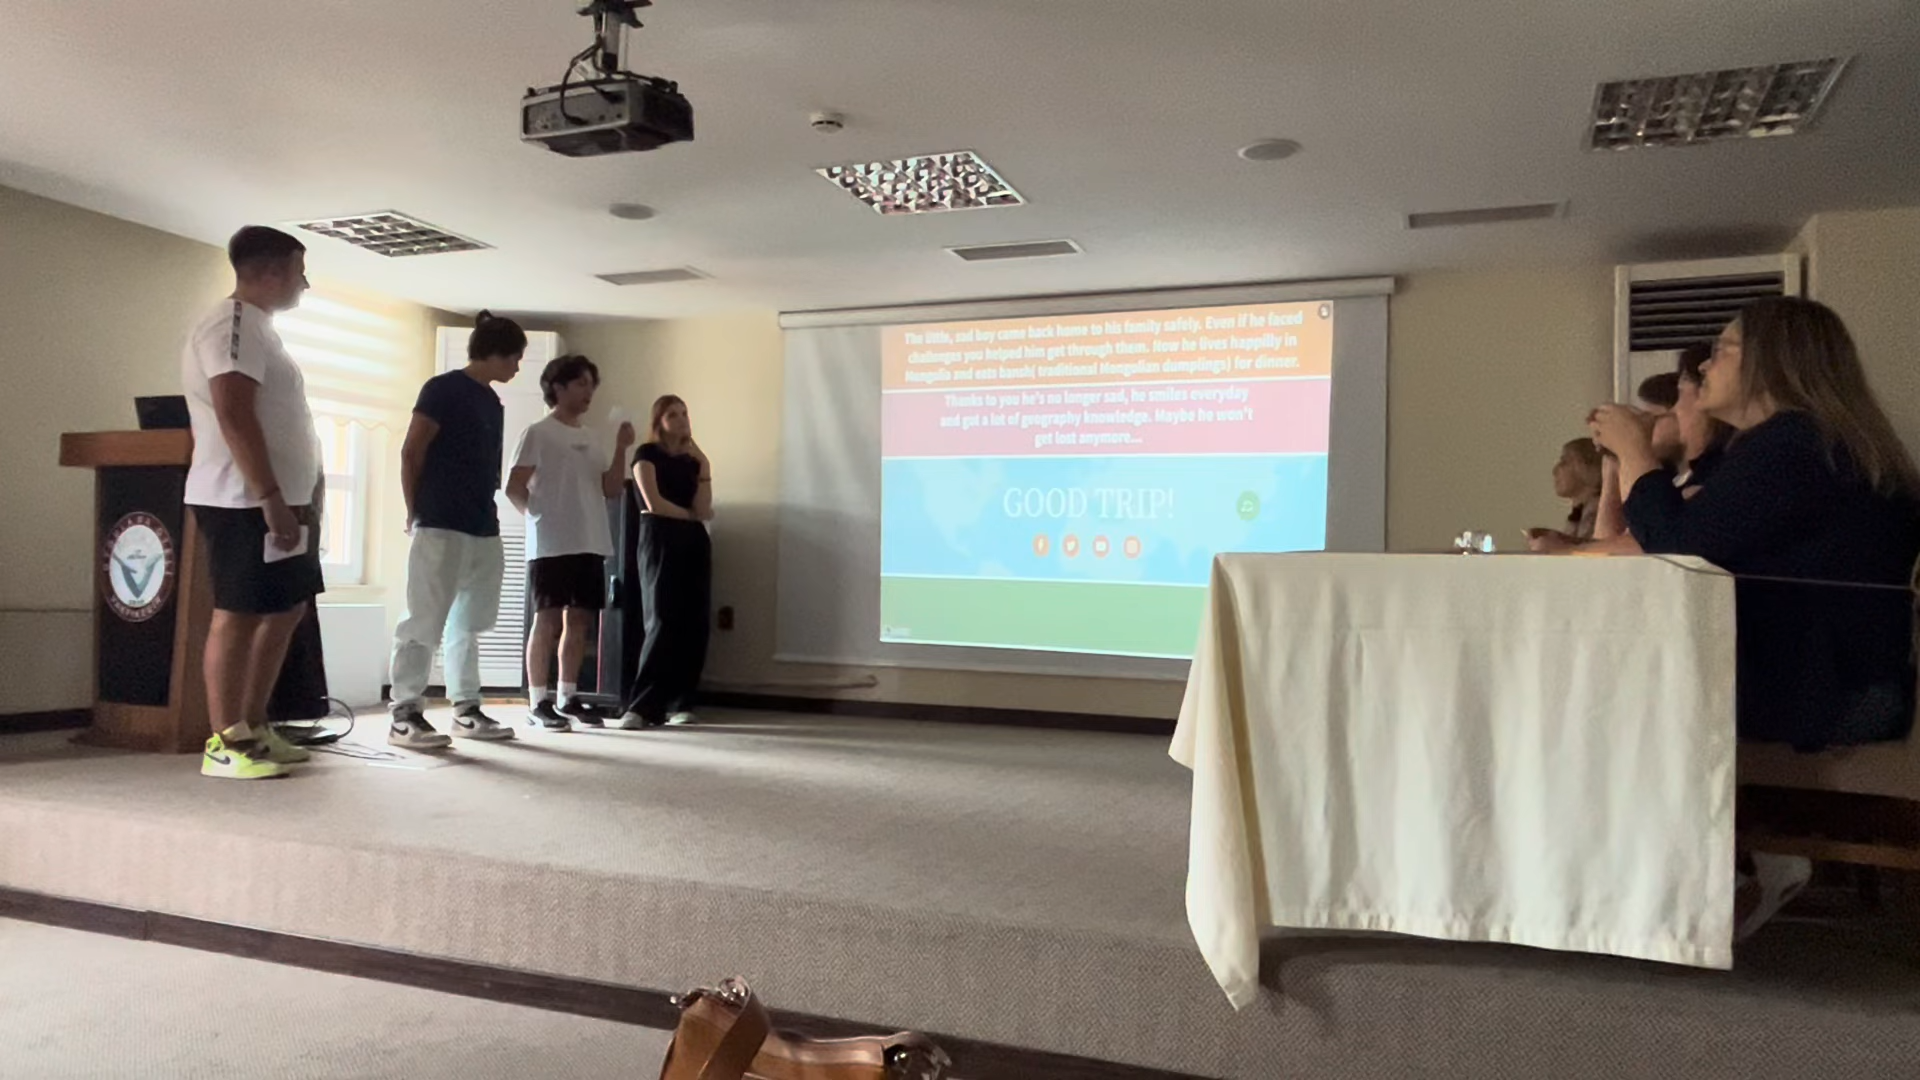 The little, sad boy came back home to his family safely. Even if he faced
challenges you helped him get through them. Now he lives happilly in
Mongolia and eats bansh( traditional Mongolian dumplings) for dinner.
Thanks to you he's no longer sad, he smiles everyday
and got a lot of geography knowledge. Maybe he won't
get lost anymore...
GOOD TRIP!